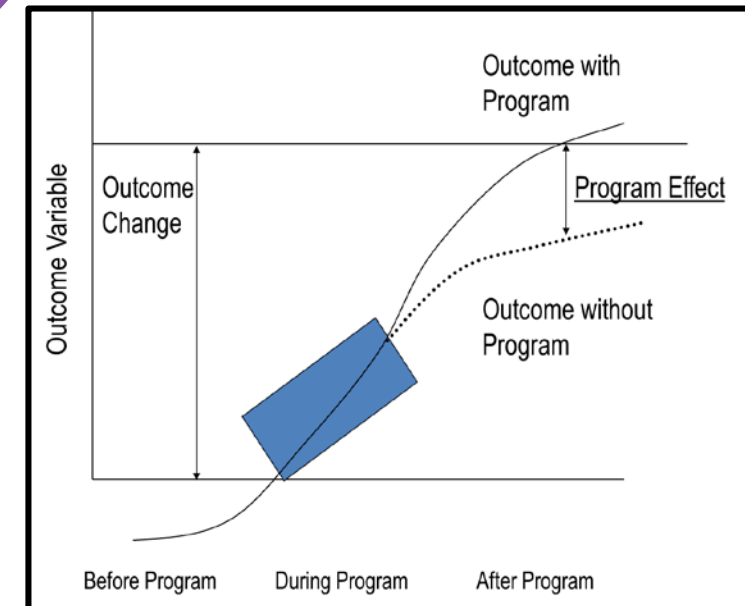 Outcome with
Program
Outcome
Change
Program Effect
Outcome Variable
Outcome without
Program
Before Program
During Program
After Program